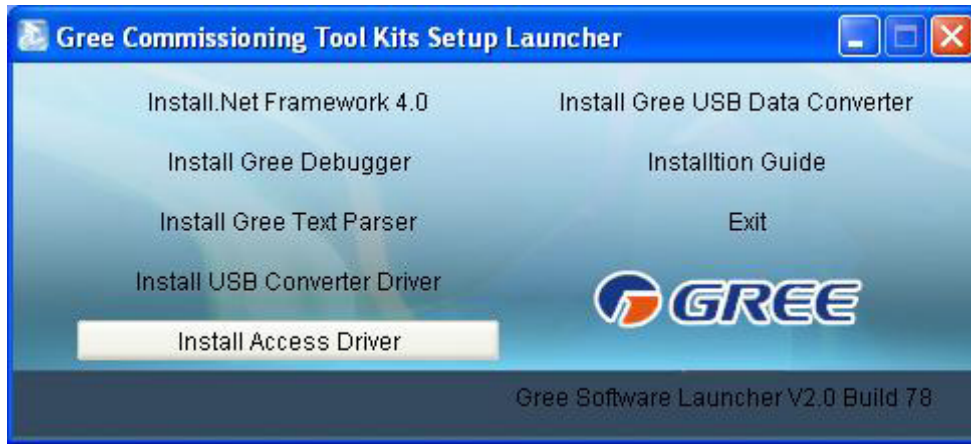 Gree Commissioning Tool Kits Setup Launcher
Install.Net Framework 4.0
Install Gree USB Data Converter
Install Gree Debugger
Installtion Guide
Install Gree Text Parser
Exit
Install USB Converter Driver
GREE
Install Access Driver
Gree Software Launcher V2.0 Build 78